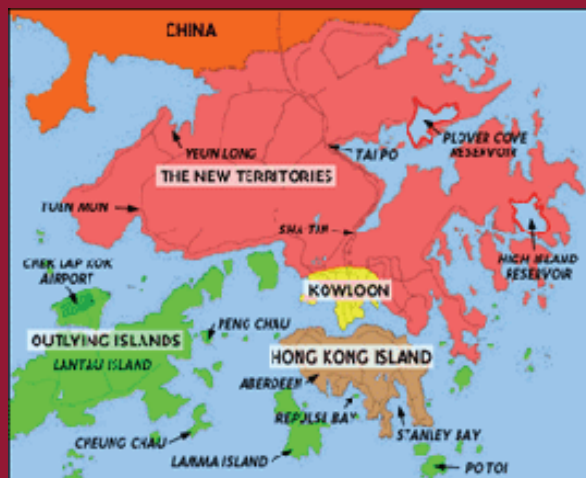 CHINA
PLOVER COVE
RESERVOIR
TAI PO
YEUN LONG
THE NEW TERRITORIES
TUEN MUN
SHA TIN
HIGH ISLAND
RESERVOIR
CHEK LAP KOK
AIRPORT
KOWLOON
PENG CHAU
OUTLYING ISLANDS
HONG KONG ISLAND
LANTAU ISLAND
ABERDEEN
REPULSE BAY
STANLEY BAY
CHEUNG CHAU
LAMMA ISLAND
PO TOI